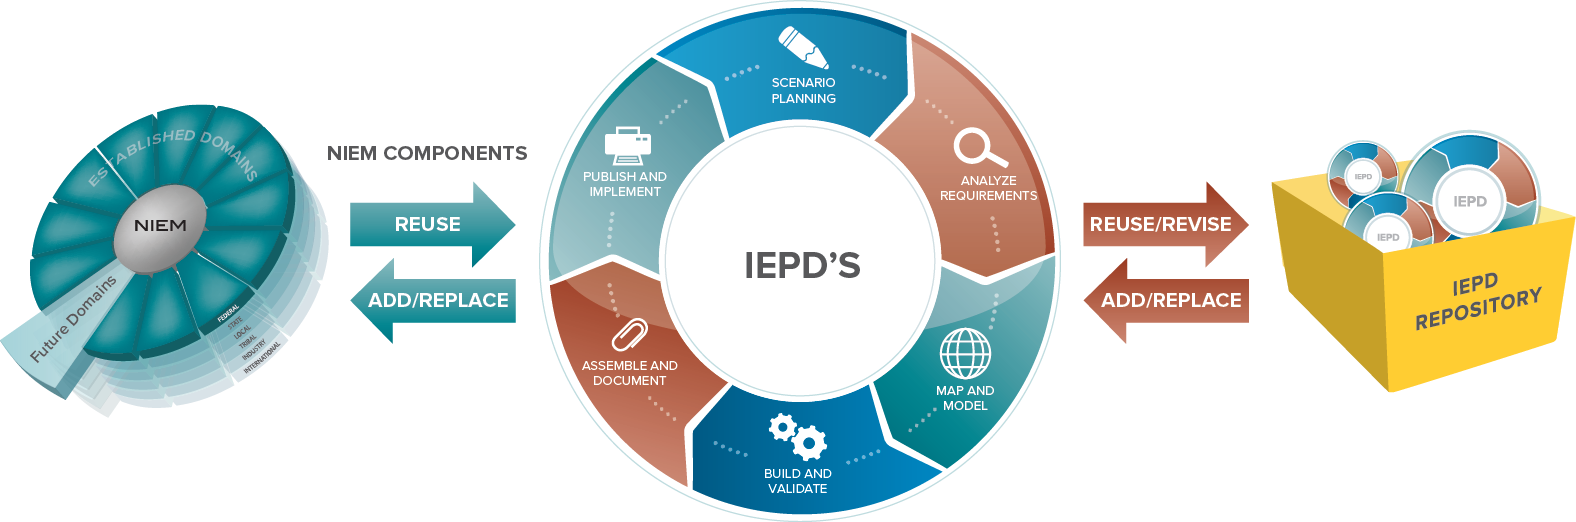 ESTABLISHED DOMAINS
NIEM
Future Domains
FEDERAL
STATE
LOCAL
TRIBAL
INDUSTRY
INTERNATIONAL
NIEM COMPONENTS
REUSE
ADD/REPLACE
SCENARIO
PLANNING
ANALYZE
REQUIREMENTS
MAP AND
MODEL
BUILD AND
VALIDATE
ASSEMBLE AND
DOCUMENT
PUBLISH AND
IMPLEMENT
IEPD’S
REUSE/REVISE
ADD/REPLACE
IEPD
IEPD
IEPD
IEPD
REPOSITORY